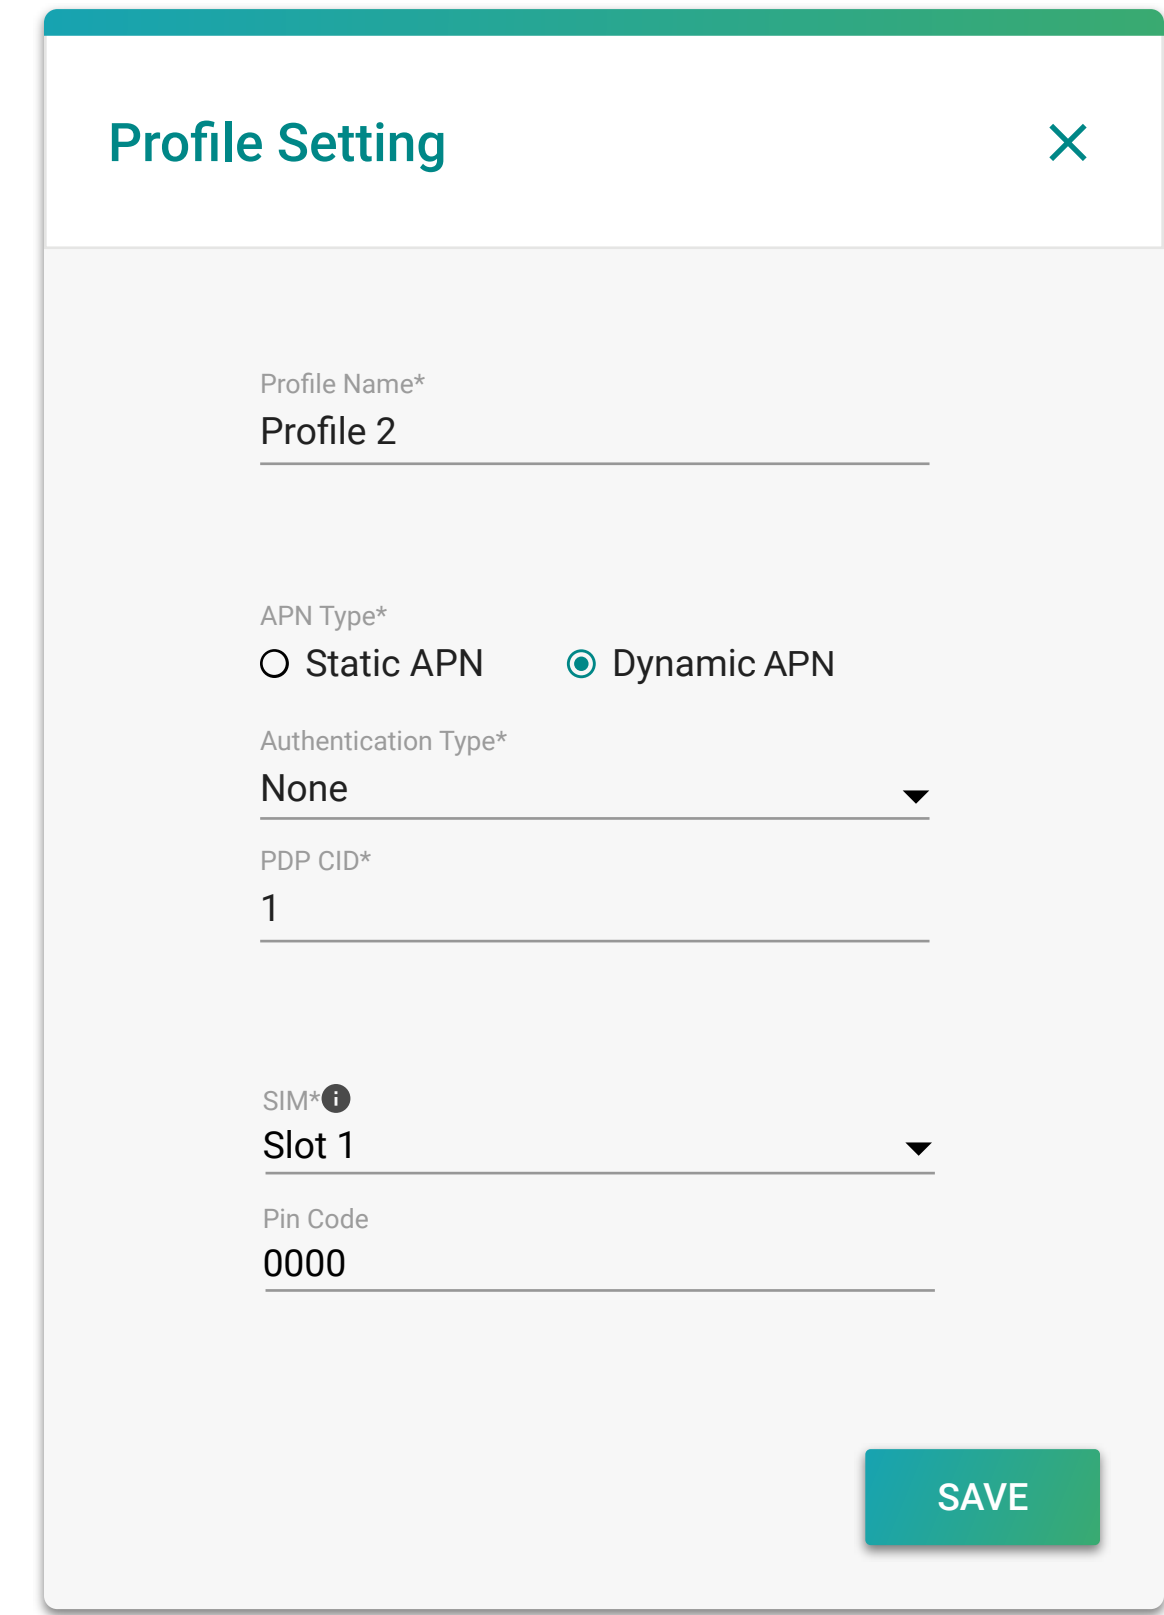 Profile Setting
Profile Name*
Profile 2
APN Type*
Static APN Dynamic APN
Authentication Type*
None
PDP CID*
1
SIM*
Slot 1
Pin Code
0000
SAVE